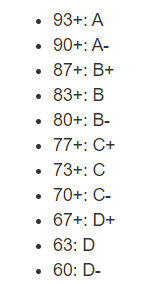 • 93+: A
• 90+: A-
• 87+: B+
• 83+: B
• 80+: B-
• 77+: C+
• 73+: C
• 70+: C-
• 67+: D+
• 63: D
• 60: D-